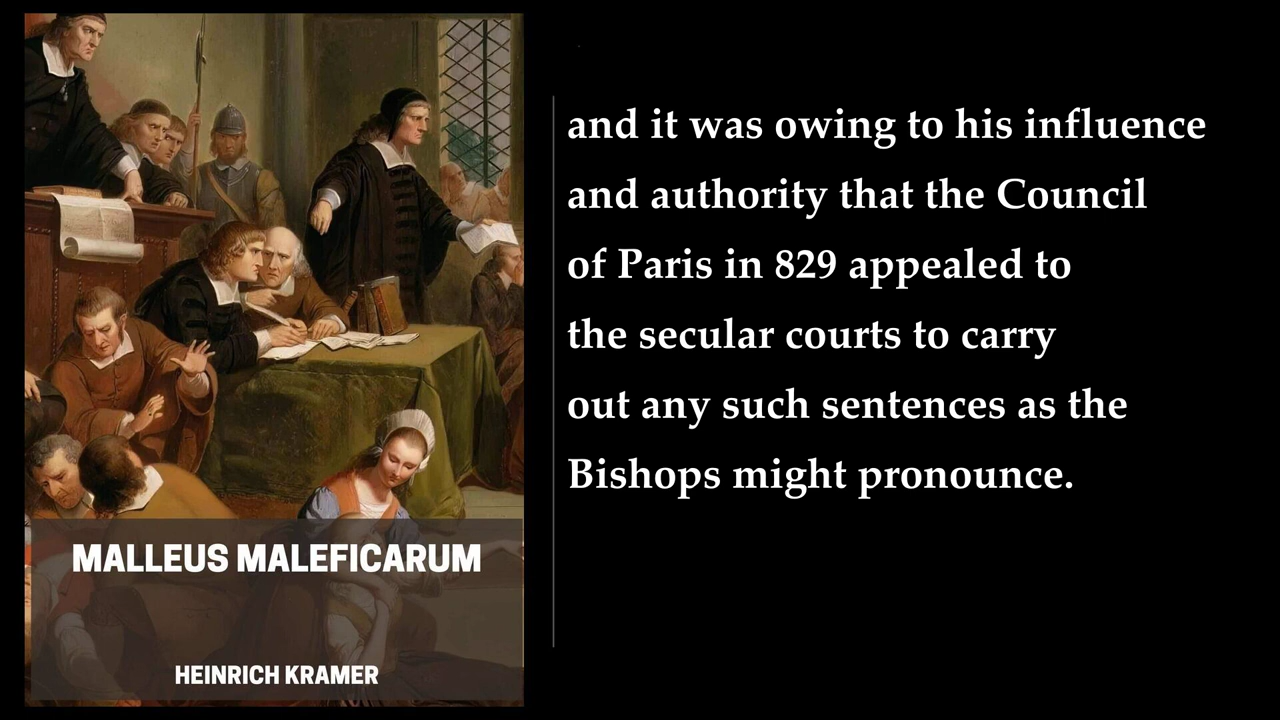 MALLEUS MALEFICARUM
HEINRICH KRAMER
and it was owing to his influence
and authority that the Council
of Paris in 829 appealed to
the secular courts to carry
out any such sentences as the
Bishops might pronounce.